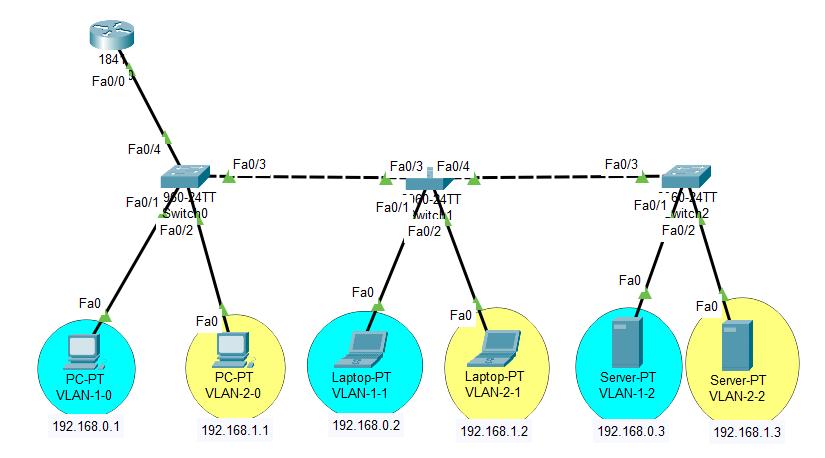 184
Fa0/0
Fa0/4
Fa0/3
Fa0/3
Fa0/4
Fa0/3
960-24TT
Switch0
60-24TT
witch1
60-24TT
witch2
Fa0/1
Fa0/2
Fa0/1
Fa0/2
Fa0/1
Fa0/2
Fa0
Fa0
Fa0
Fa0
Fa0
Fa0
PC-PT
VLAN-1-0
PC-PT
VLAN-2-0
Laptop-PT
VLAN-1-1
Laptop-PT
VLAN-2-1
Server-PT
VLAN-1-2
Server-PT
VLAN-2-2
192.168.0.1
192.168.1.1
192.168.0.2
192.168.1.2
192.168.0.3
192.168.1.3